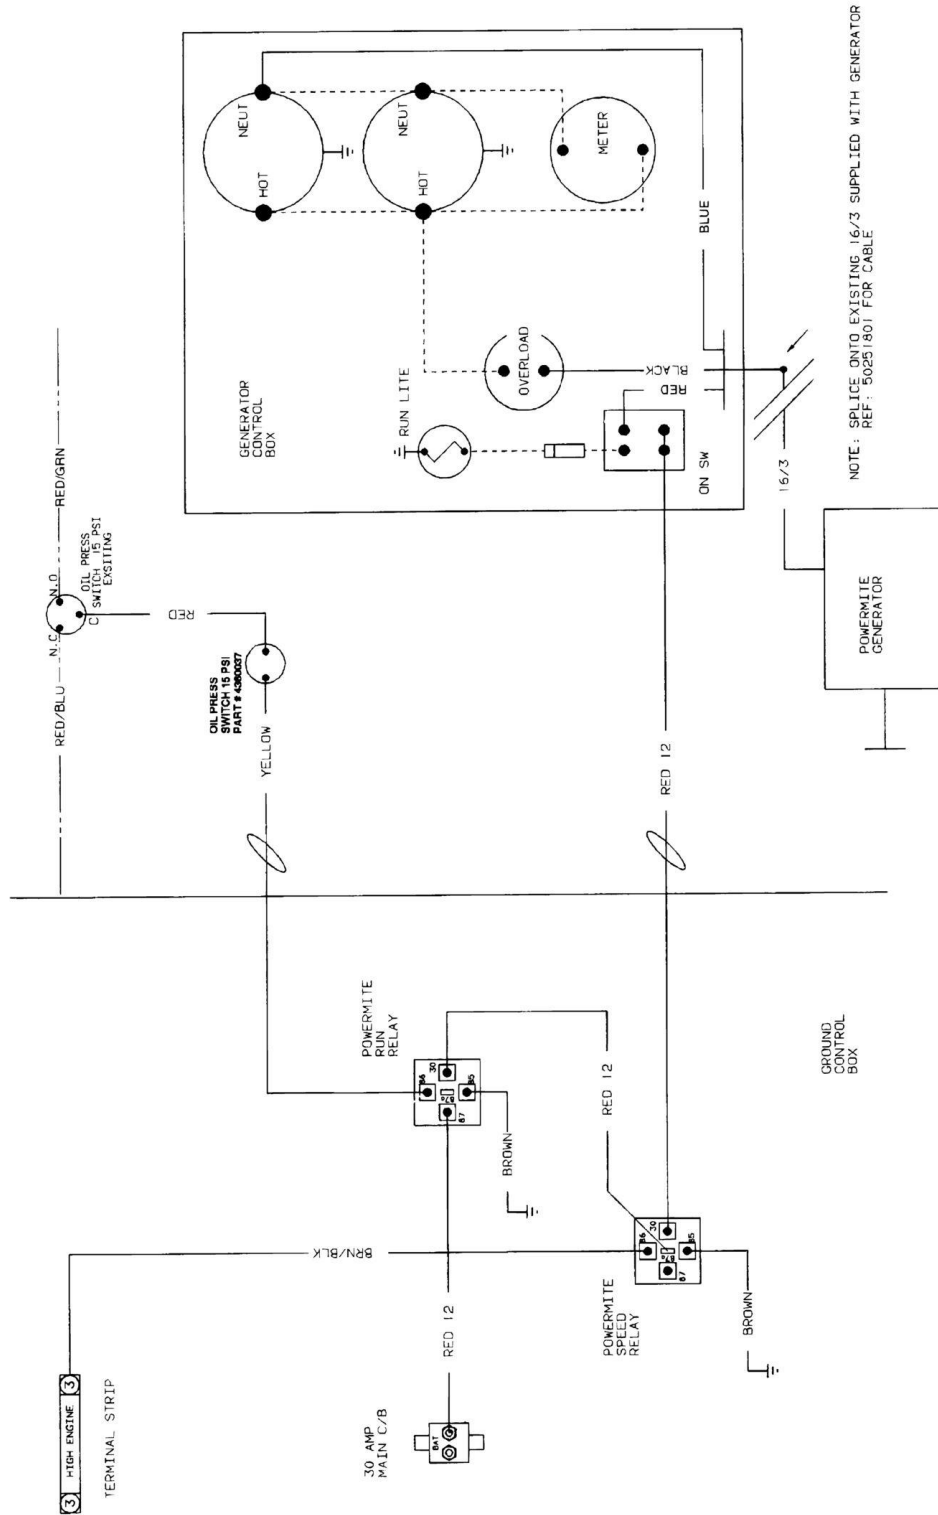 3 HIGH ENGINE 3
TERMINAL STRIP
RED/BLU
N.C
N.O
RED/GRN
C
OIL PRESS
SWITCH 15 PSI
EXSITING
RED
OIL PRESS
SWITCH 15 PSI
PART # 4360037
YELLOW
BRN/BLK
30 AMP
MAIN C/B
BAT
RED 12
POWERMITE
RUN
RELAY
86
30
87a
87
85
BROWN
RED 12
POWERMITE
SPEED
RELAY
86
30
87a
87
85
BROWN
RED 12
GROUND
CONTROL
BOX
GENERATOR
CONTROL
BOX
HOT
NEUT
HOT
NEUT
METER
RUN LITE
OVERLOAD
ON SW
RED
BLACK
BLUE
16/3
POWERMITE
GENERATOR
NOTE: SPLICE ONTO EXISTING 16/3 SUPPLIED WITH GENERATOR
REF: 50251801 FOR CABLE